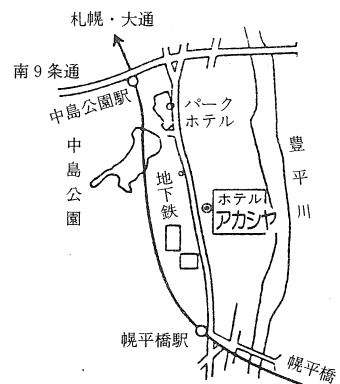 札幌・大通
南9条通
中島公園駅
パーク
ホテル
中島公園
地下鉄
豊平川
ホテル
アカシヤ
幌平橋駅
幌平橋